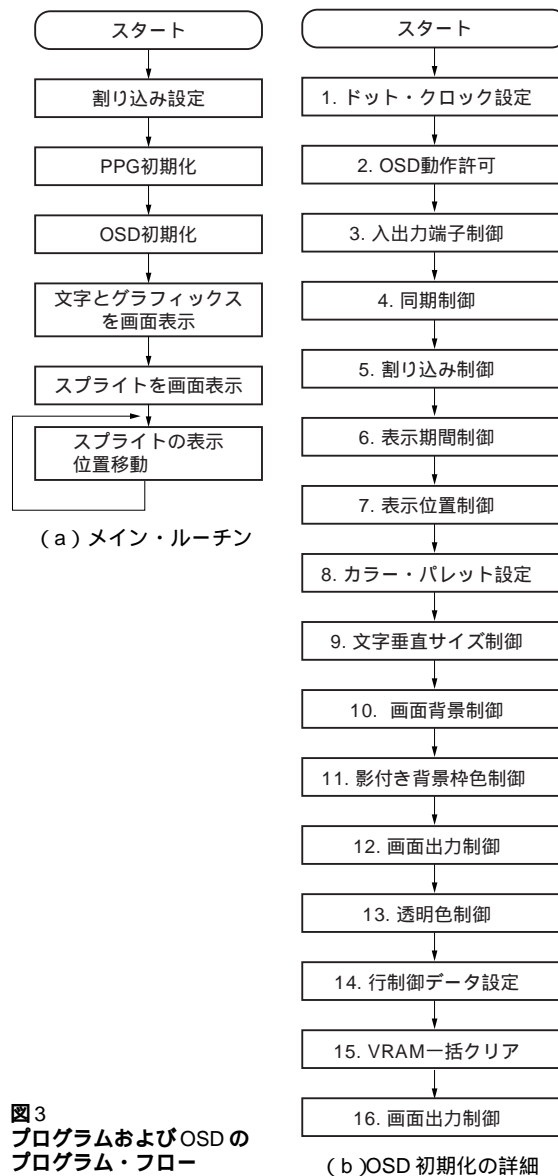 スタート
割り込み設定
PPG初期化
OSD初期化
文字とグラフィックス
を画面表示
スプライトを画面表示
スプライトの表示
位置移動
(a)メイン・ルーチン
スタート
1. ドット・クロック設定
2. OSD動作許可
3. 入出力端子制御
4. 同期制御
5. 割り込み制御
6. 表示期間制御
7. 表示位置制御
8. カラー・パレット設定
9. 文字垂直サイズ制御
10. 画面背景制御
11. 影付き背景枠色制御
12. 画面出力制御
13. 透明色制御
14. 行制御データ設定
15. VRAM一括クリア
16. 画面出力制御
(b)OSD 初期化の詳細
図3
プログラムおよび OSD の
プログラム・フロー